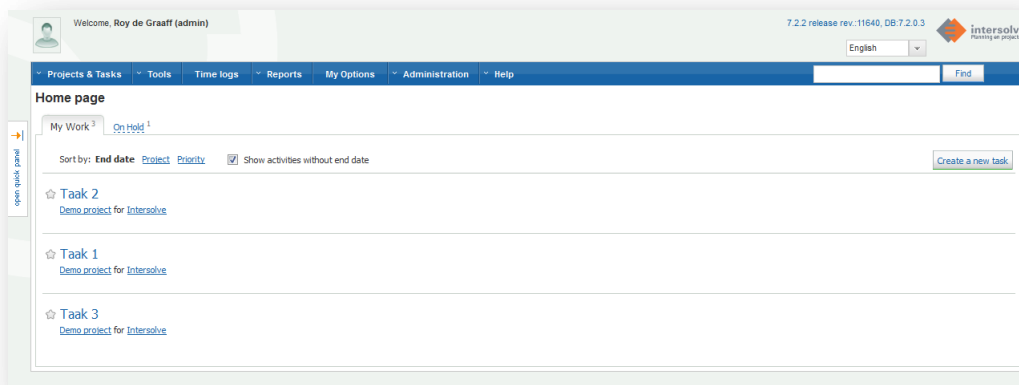 Welcome, Roy de Graaff (admin)
7.2.2 release rev.:11640, DB:7.2.0.3
English
intersolv
Planning en project
Projects & Tasks Tools Time logs Reports My Options Administration Help Find
Home page
My Work 3 On Hold 1
open quick panel
Sort by: End date Project Priority Show activities without end date Create a new task
Taak 2
Demo project for Intersolve
Taak 1
Demo project for Intersolve
Taak 3
Demo project for Intersolve